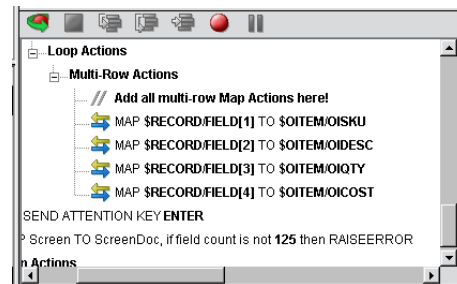 Loop Actions
Multi-Row Actions
// Add all multi-row Map Actions here!
MAP $RECORD/FIELD[1] TO $OITEM/OISKU
MAP $RECORD/FIELD[2] TO $OITEM/OIDESC
MAP $RECORD/FIELD[3] TO $OITEM/OIQTY
MAP $RECORD/FIELD[4] TO $OITEM/OICOST
SEND ATTENTION KEY ENTER
P Screen TO ScreenDoc, if field count is not 125 then RAISEERROR
n Actions